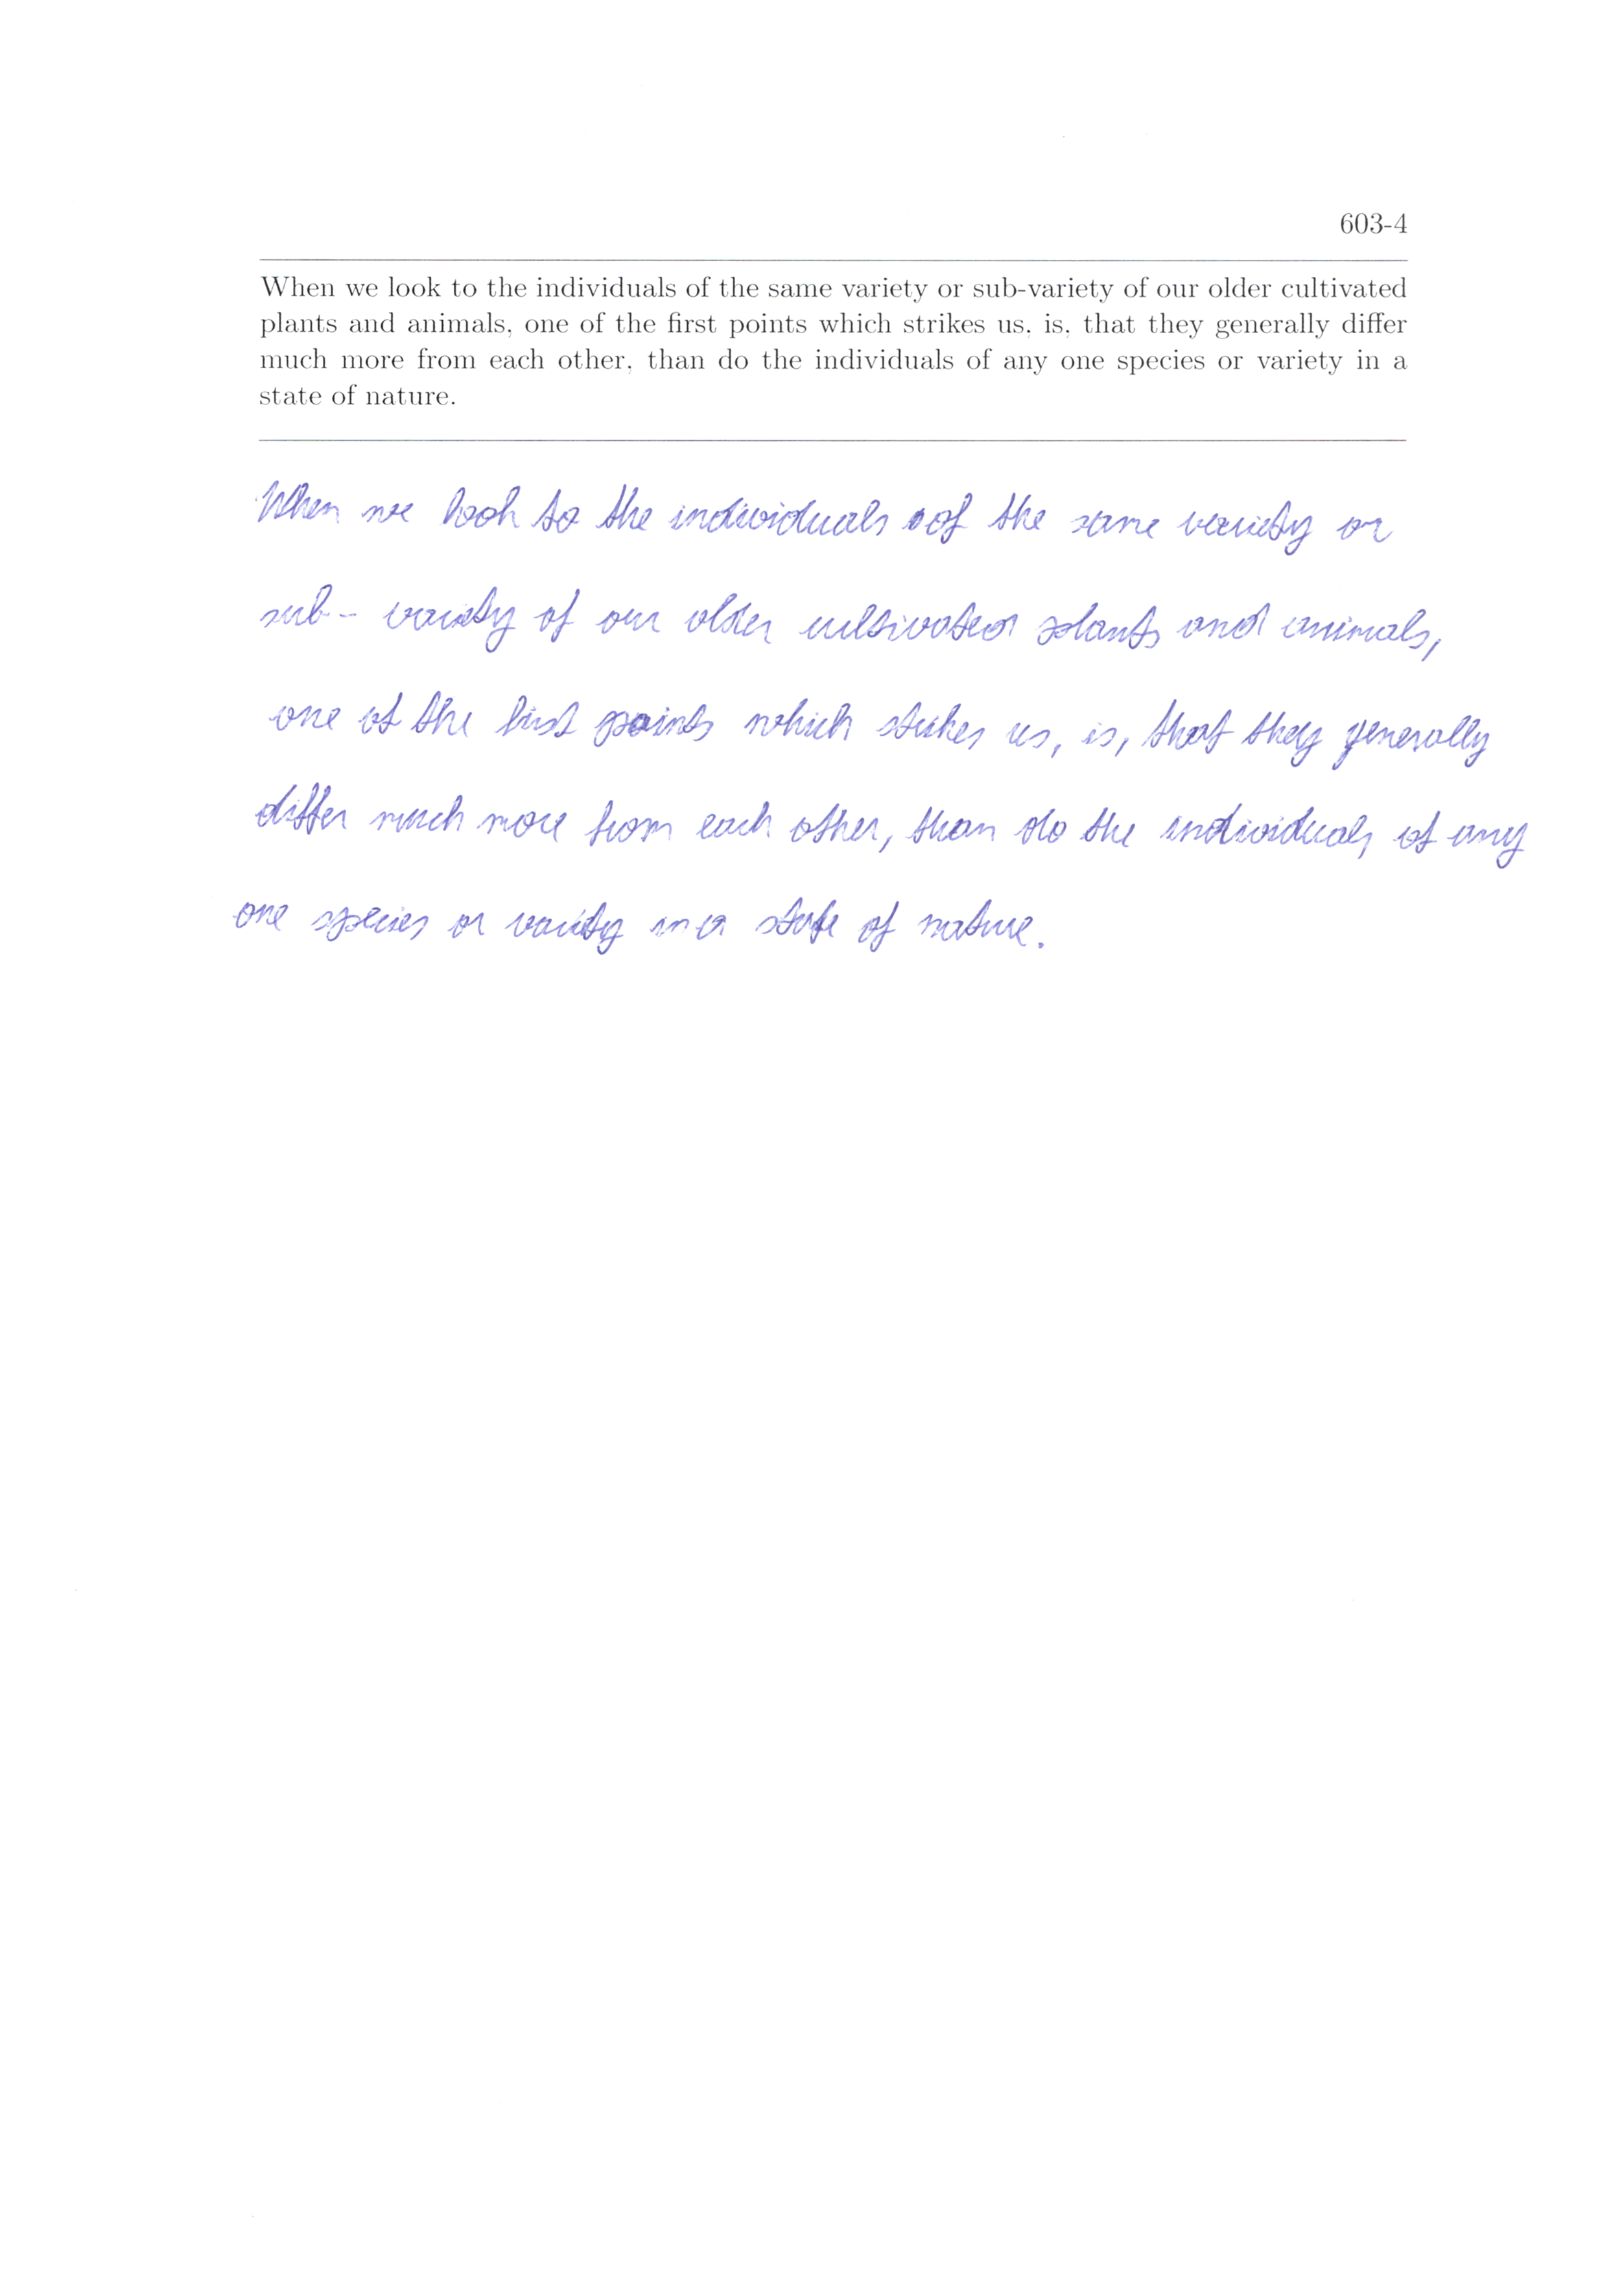 603-4
When we look to the individuals of the same variety or sub-variety of our older cultivated
plants and animals, one of the first points which strikes us, is, that they generally differ
much more from each other, than do the individuals of any one species or variety in a
state of nature.
When we look to the individuals of the same variety or
sub - variety of our older cultivated plants and animals,
one of the first points which strikes us, is, that they generally
differ much more from each other, than do the individuals of any
one species or variety in a state of nature.